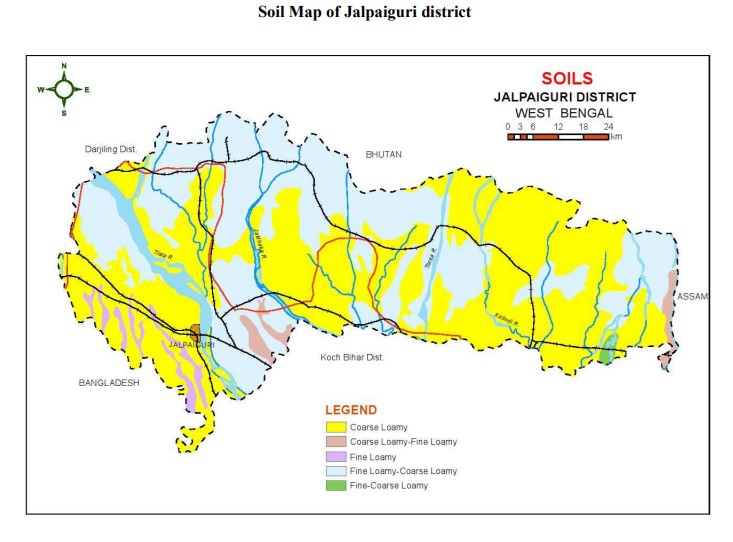 Soil Map of Jalpaiguri district
N
W
E
S
SOILS
JALPAIGURI DISTRICT
WEST BENGAL
0 3 6 12 18 24
km
Darjiling Dist.
BHUTAN
Tista R.
Jaldhaka R.
Torsa R.
Kaljni R.
ASSAM
JALPAIGURI
Koch Bihar Dist.
BANGLADESH
LEGEND
Coarse Loamy
Coarse Loamy-Fine Loamy
Fine Loamy
Fine Loamy-Coarse Loamy
Fine-Coarse Loamy